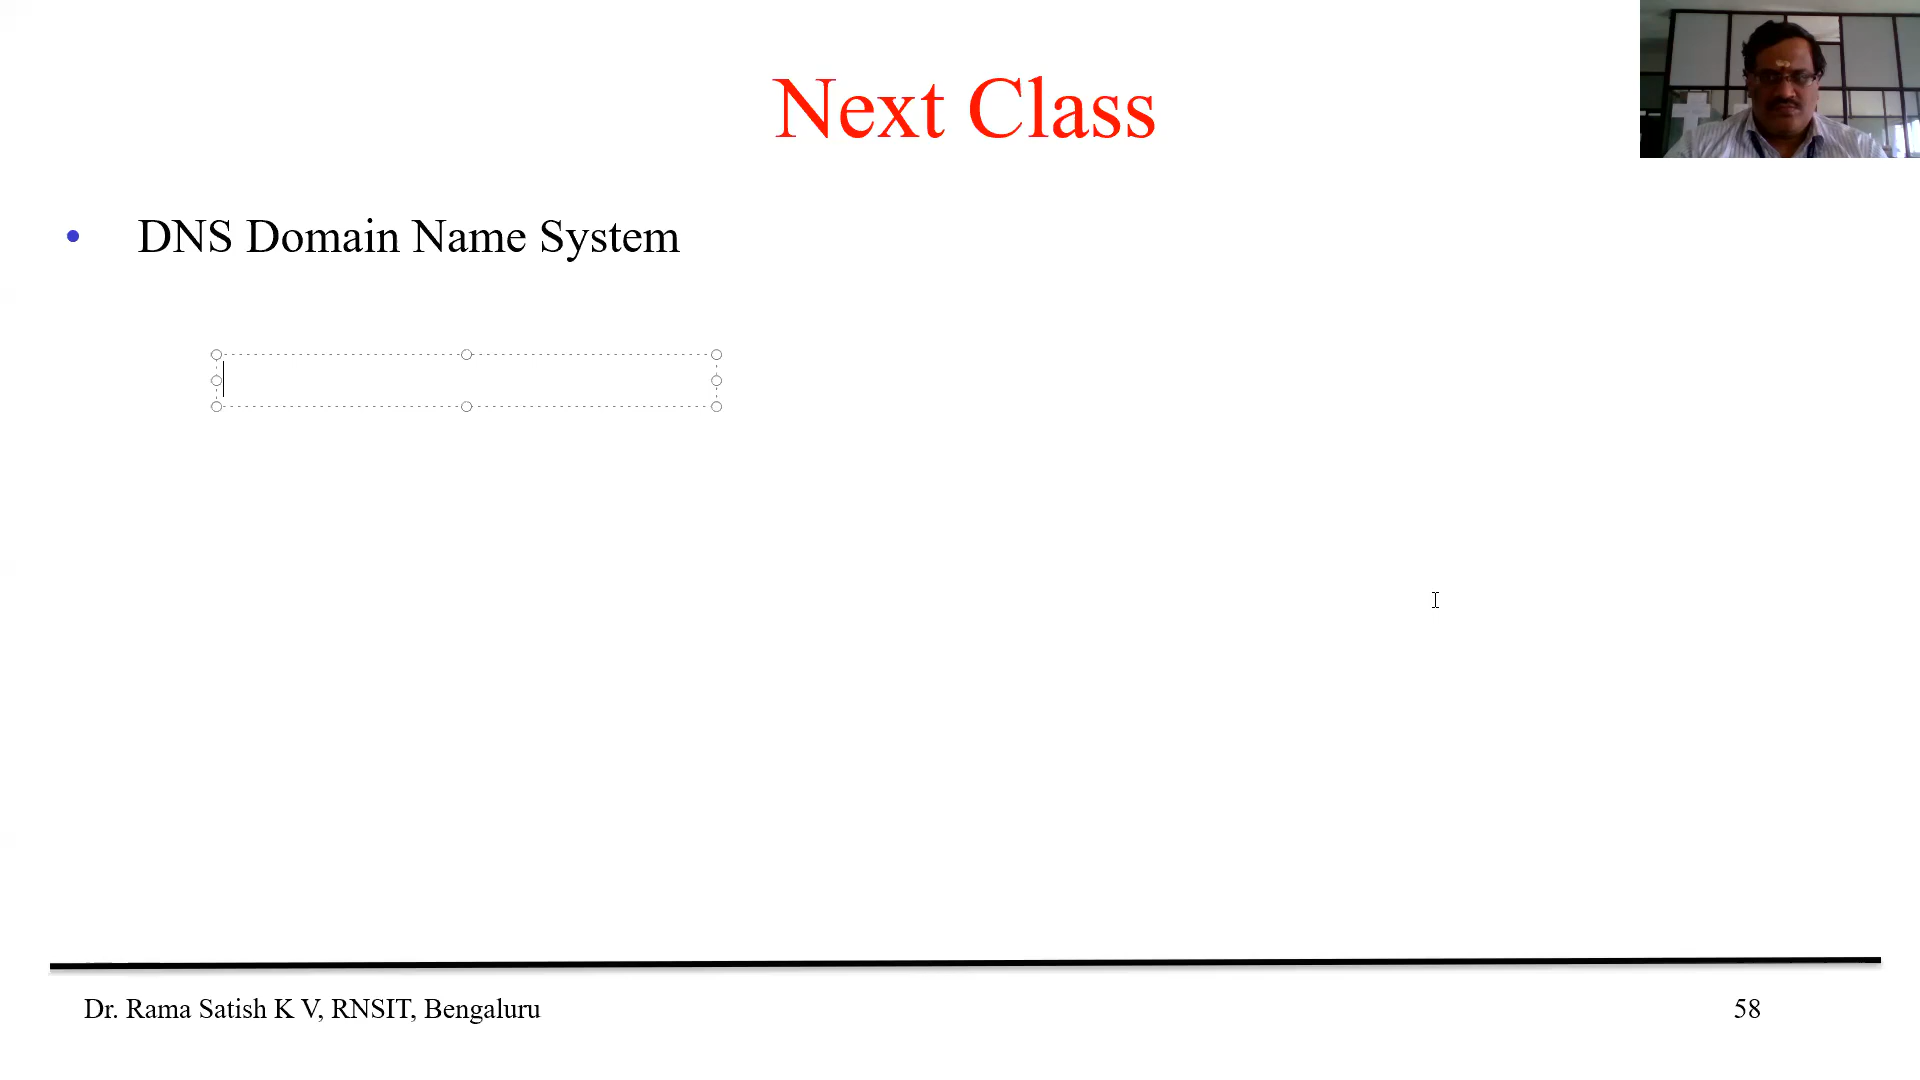 Next Class
• DNS Domain Name System
Dr. Rama Satish K V, RNSIT, Bengaluru
58